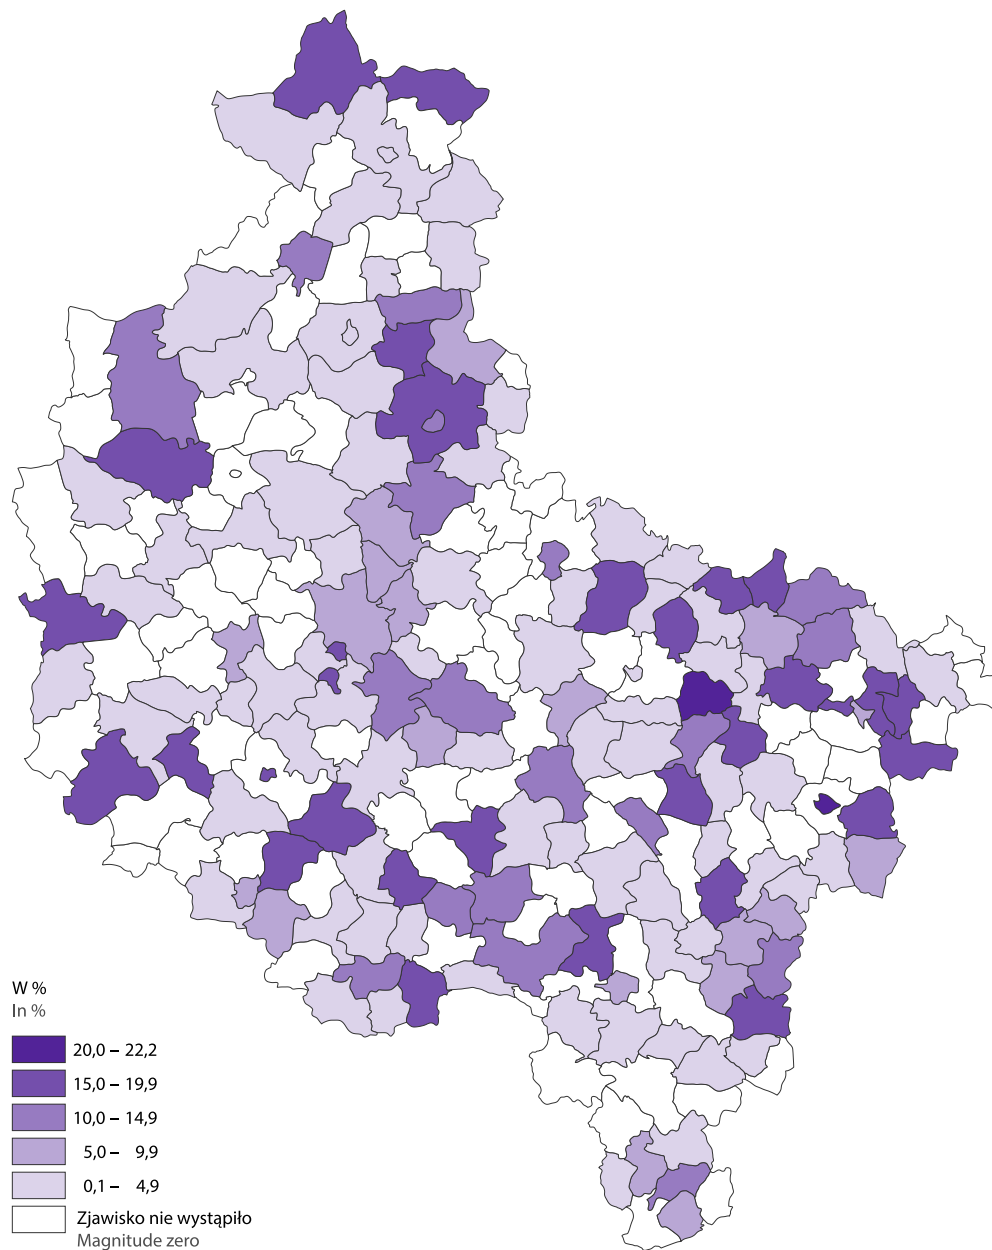 W %
In %
20,0 – 22,2
15,0 – 19,9
10,0 – 14,9
5,0 – 9,9
0,1 – 4,9
Zjawisko nie wystąpiło
Magnitude zero